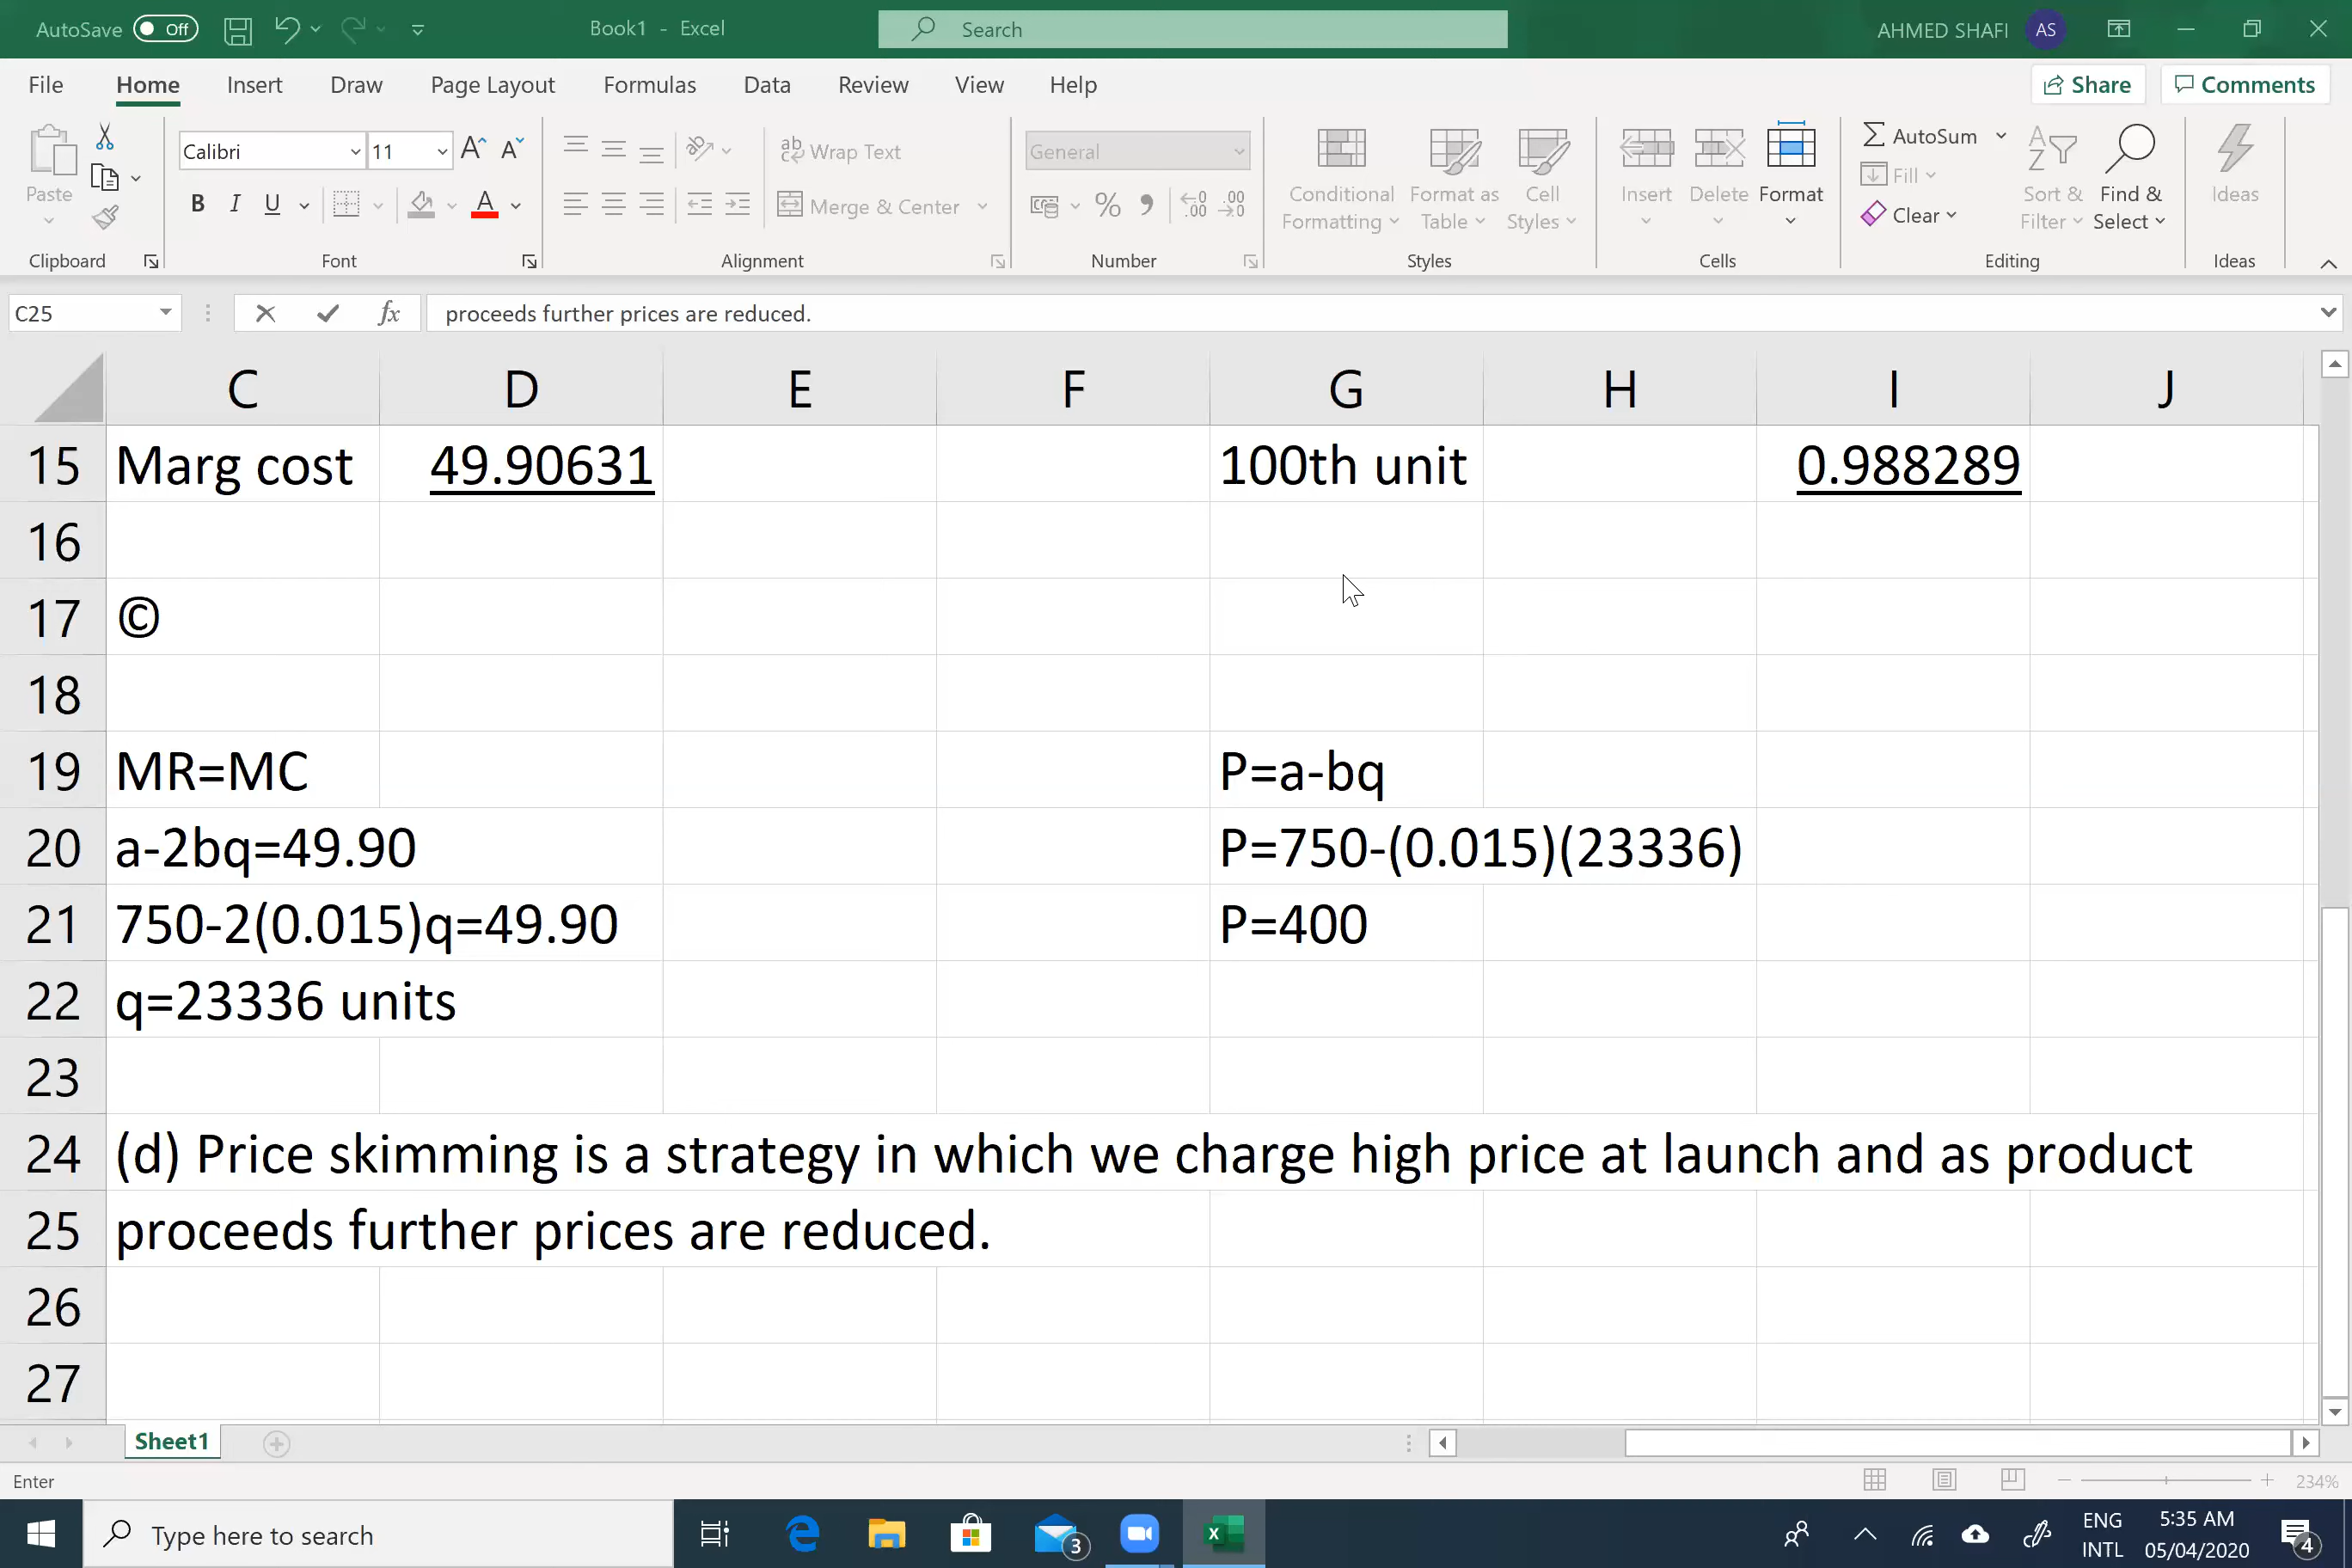 AutoSave Off Book1 - Excel Search AHMED SHAFI AS
File Home Insert Draw Page Layout Formulas Data Review View Help Share Comments
Paste Calibri 11 A A ab Wrap Text General Conditional Formatting Format as Table Cell Styles Insert Delete Format AutoSum Fill Clear Sort & Filter Find & Select Ideas
B I U A Merge & Center % .00 .00
Clipboard Font Alignment Number Styles Cells Editing Ideas
C25 fx proceeds further prices are reduced.
C D E F G H I J
15 Marg cost 49.90631 100th unit 0.988289
16
17 ©
18
19 MR=MC P=a-bq
20 a-2bq=49.90 P=750-(0.015)(23336)
21 750-2(0.015)q=49.90 P=400
22 q=23336 units
23
24 (d) Price skimming is a strategy in which we charge high price at launch and as product
25 proceeds further prices are reduced.
26
27
Sheet1
Enter 234%
Type here to search 3 ENG INTL 5:35 AM 05/04/2020 4